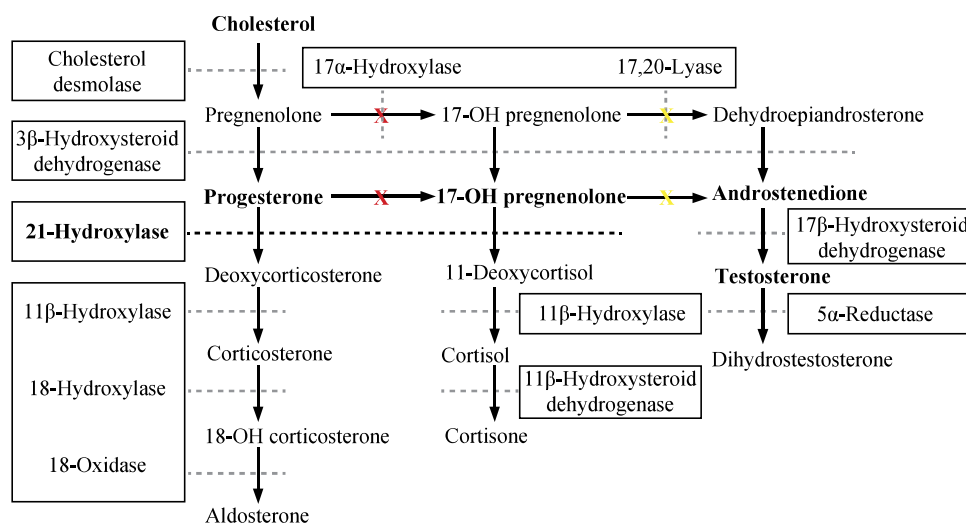 Cholesterol
Cholesterol
desmolase
17α-Hydroxylase
17,20-Lyase
Pregnenolone
X
17-OH pregnenolone
X
Dehydroepiandrosterone
3β-Hydroxysteroid
dehydrogenase
Progesterone
X
17-OH pregnenolone
X
Androstenedione
21-Hydroxylase
17β-Hydroxysteroid
dehydrogenase
Deoxycorticosterone
11-Deoxycortisol
Testosterone
11β-Hydroxylase
11β-Hydroxylase
5α-Reductase
Corticosterone
Cortisol
Dihydrostestosterone
18-Hydroxylase
11β-Hydroxysteroid
dehydrogenase
18-OH corticosterone
Cortisone
18-Oxidase
Aldosterone